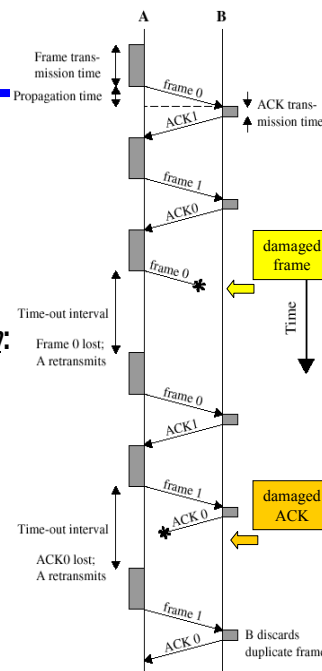 A
B
Frame trans-
mission time
Propagation time
frame 0
ACK trans-
mission time
ACK1
frame 1
ACK0
damaged
frame
frame 0
Time-out interval
Time
y:
Frame 0 lost;
A retransmits
frame 0
ACK1
frame 1
damaged
ACK
ACK 0
Time-out interval
ACK0 lost;
A retransmits
frame 1
ACK 0
B discards
duplicate frame